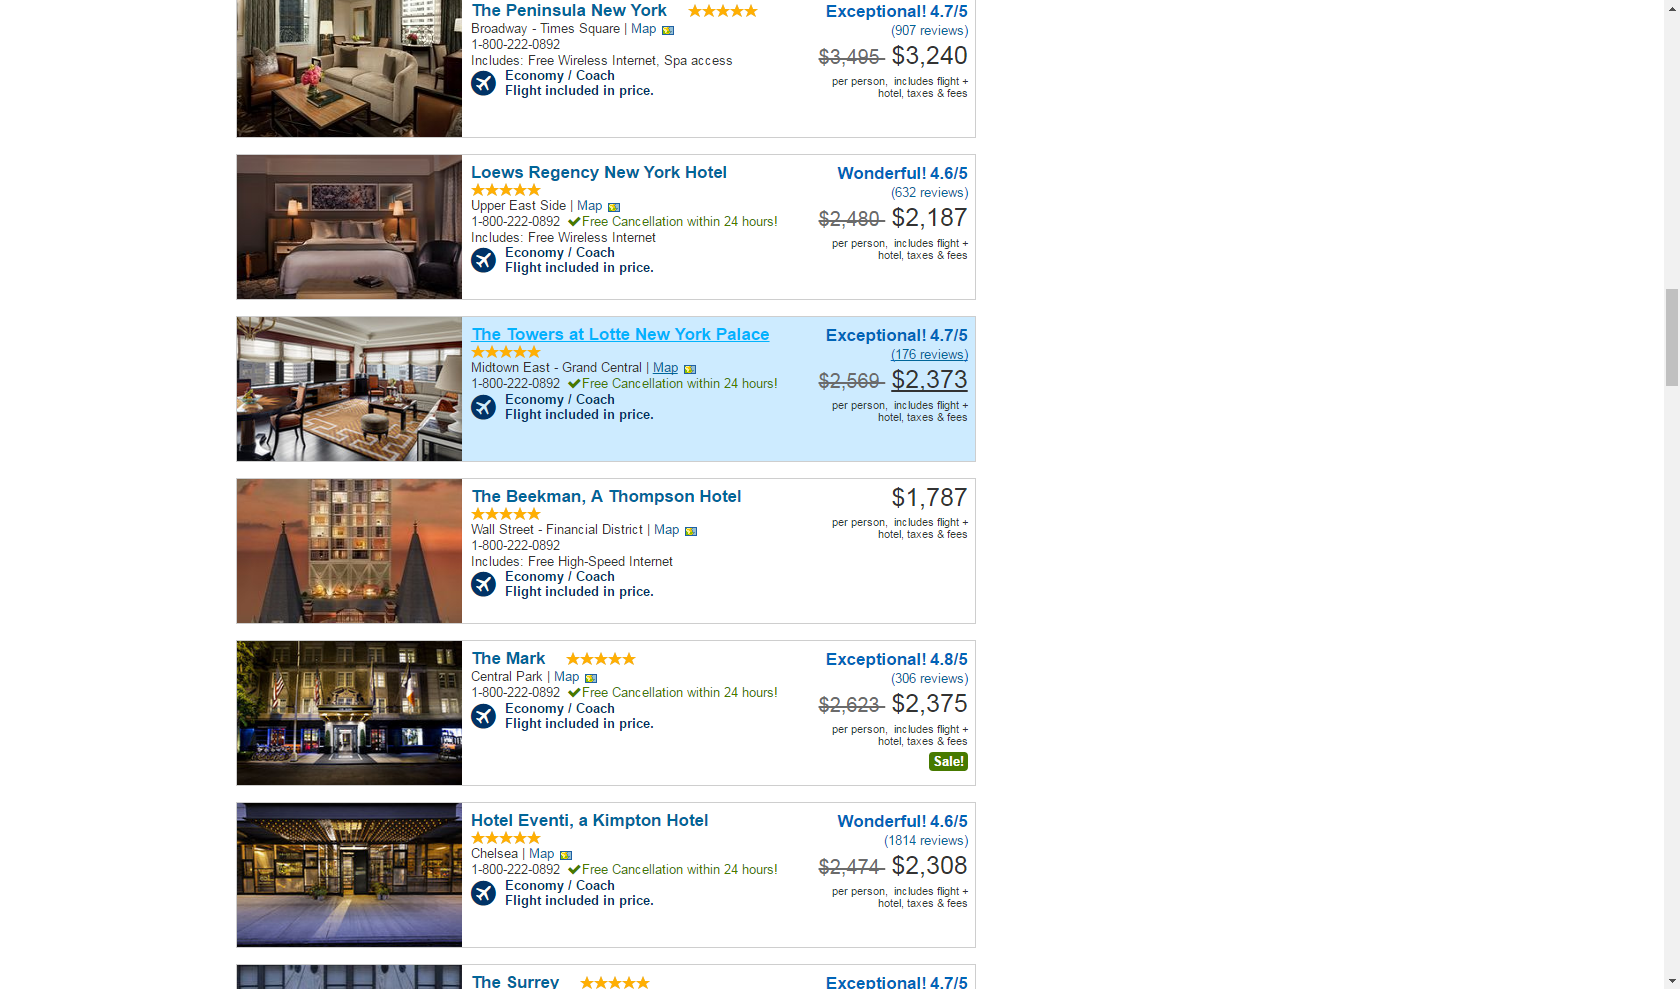 The Peninsula New York
Exceptional! 4.7/5
Broadway - Times Square | Map
(907 reviews)
1-800-222-0892
$3,495 $3,240
Includes: Free Wireless Internet, Spa access
Economy / Coach
Flight included in price.
per person, includes flight +
hotel, taxes & fees
Loews Regency New York Hotel
Wonderful! 4.6/5
(632 reviews)
Upper East Side | Map
1-800-222-0892 Free Cancellation within 24 hours!
$2,480 $2,187
Includes: Free Wireless Internet
Economy / Coach
Flight included in price.
per person, includes flight +
hotel, taxes & fees
The Towers at Lotte New York Palace
Exceptional! 4.7/5
(176 reviews)
Midtown East - Grand Central | Map
1-800-222-0892 Free Cancellation within 24 hours!
$2,569 $2,373
Economy / Coach
Flight included in price.
per person, includes flight +
hotel, taxes & fees
The Beekman, A Thompson Hotel
$1,787
Wall Street - Financial District | Map
per person, includes flight +
hotel, taxes & fees
1-800-222-0892
Includes: Free High-Speed Internet
Economy / Coach
Flight included in price.
The Mark
Exceptional! 4.8/5
Central Park | Map
(306 reviews)
1-800-222-0892 Free Cancellation within 24 hours!
$2,623 $2,375
Economy / Coach
Flight included in price.
per person, includes flight +
hotel, taxes & fees
Sale!
Hotel Eventi, a Kimpton Hotel
Wonderful! 4.6/5
(1814 reviews)
Chelsea | Map
1-800-222-0892 Free Cancellation within 24 hours!
$2,474 $2,308
Economy / Coach
Flight included in price.
per person, includes flight +
hotel, taxes & fees
The Surrey
Exceptional! 4.7/5